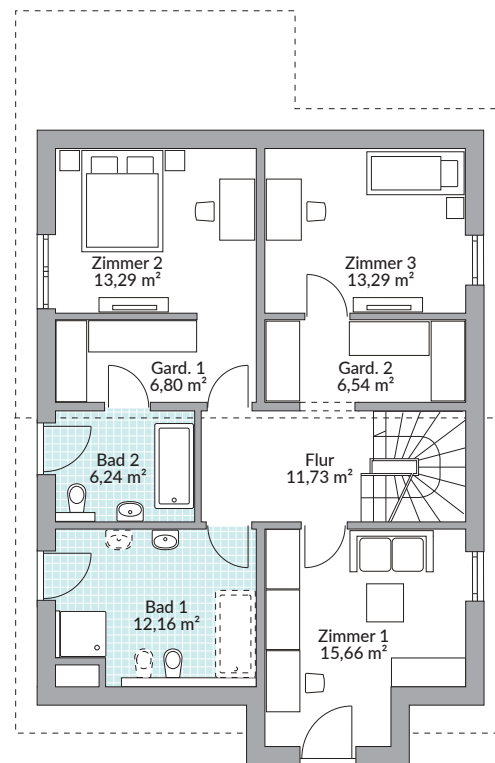 Zimmer 2
13,29 m²
Zimmer 3
13,29 m²
Gard. 1
6,80 m²
Gard. 2
6,54 m²
Bad 2
6,24 m²
Flur
11,73 m²
Bad 1
12,16 m²
Zimmer 1
15,66 m²